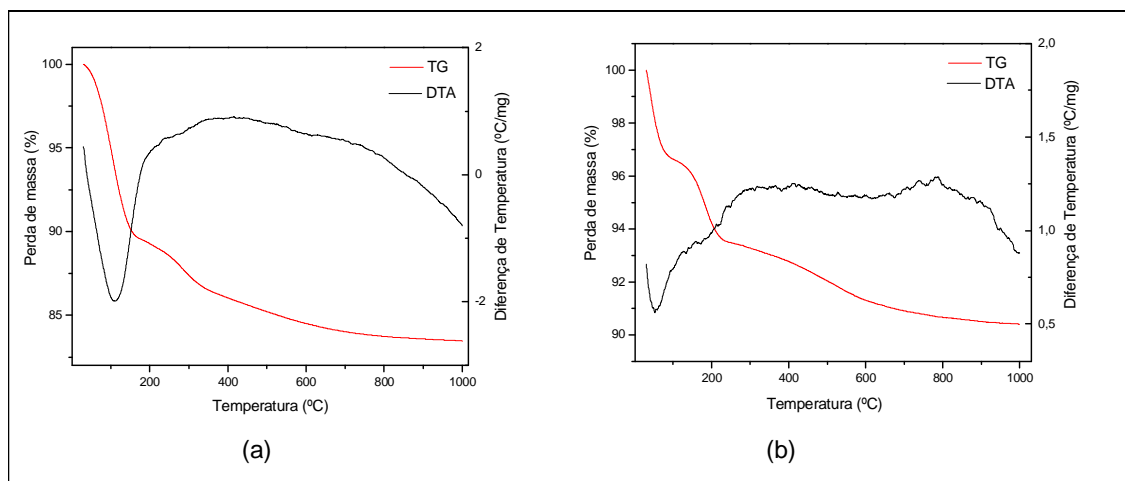 100
95
90
85
200
400
600
800
1000
2
0
-2
TG
DTA
Perda de massa (%)
Diferença de Temperatura (ºC/mg)
Temperatura (ºC)
(a)
100
98
96
94
92
90
200
400
600
800
1000
2,0
1,5
1,0
0,5
TG
DTA
Perda de massa (%)
Diferença de Temperatura (ºC/mg)
Temperatura (ºC)
(b)